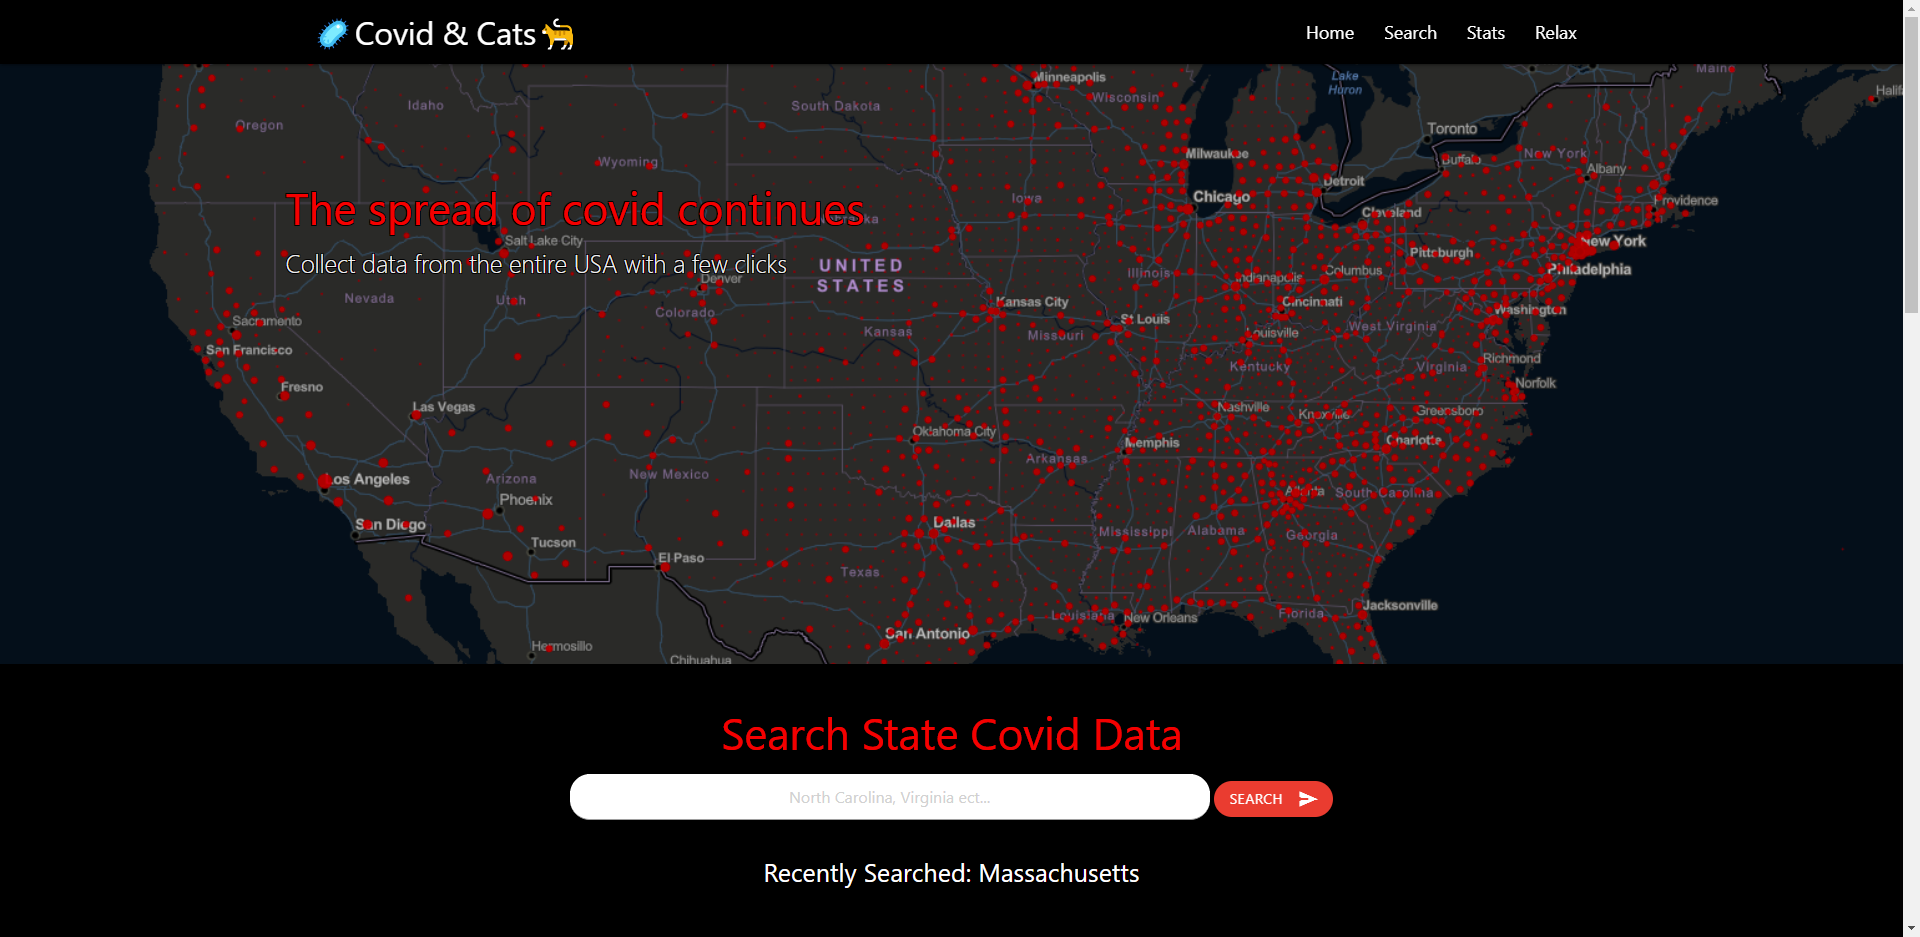 Covid & Cats
Home Search Stats Relax
Minneapolis
Lake
Huron
Maine
Idaho
South Dakota
Wisconsin
Oregon
Toronto
Wyoming
Milwaukee
Buffalo
New York
Albany
Detroit
Iowa
Chicago
Providence
The spread of covid continues
Cleveland
Salt Lake City
New York
Collect data from the entire USA with a few clicks
UNITED
STATES
Pittsburgh
Philadelphia
Denver
Illinois
Indianapolis
Columbus
Nevada
Utah
Kansas City
Cincinnati
Colorado
Washington
Sacramento
St Louis
Kansas
Missouri
Louisville
West Virginia
San Francisco
Richmond
Kentucky
Virginia
Fresno
Norfolk
Las Vegas
Nashville
Knoxville
Greensboro
Oklahoma City
Memphis
Charlotte
Arkansas
Los Angeles
Arizona
New Mexico
Phoenix
Atlanta
South Carolina
San Diego
Dallas
Mississippi
Alabama
Georgia
Tucson
El Paso
Texas
Jacksonville
Louisiana
New Orleans
Florida
San Antonio
Hermosillo
Chihuahua
Search State Covid Data
North Carolina, Virginia ect...
SEARCH
Recently Searched: Massachusetts